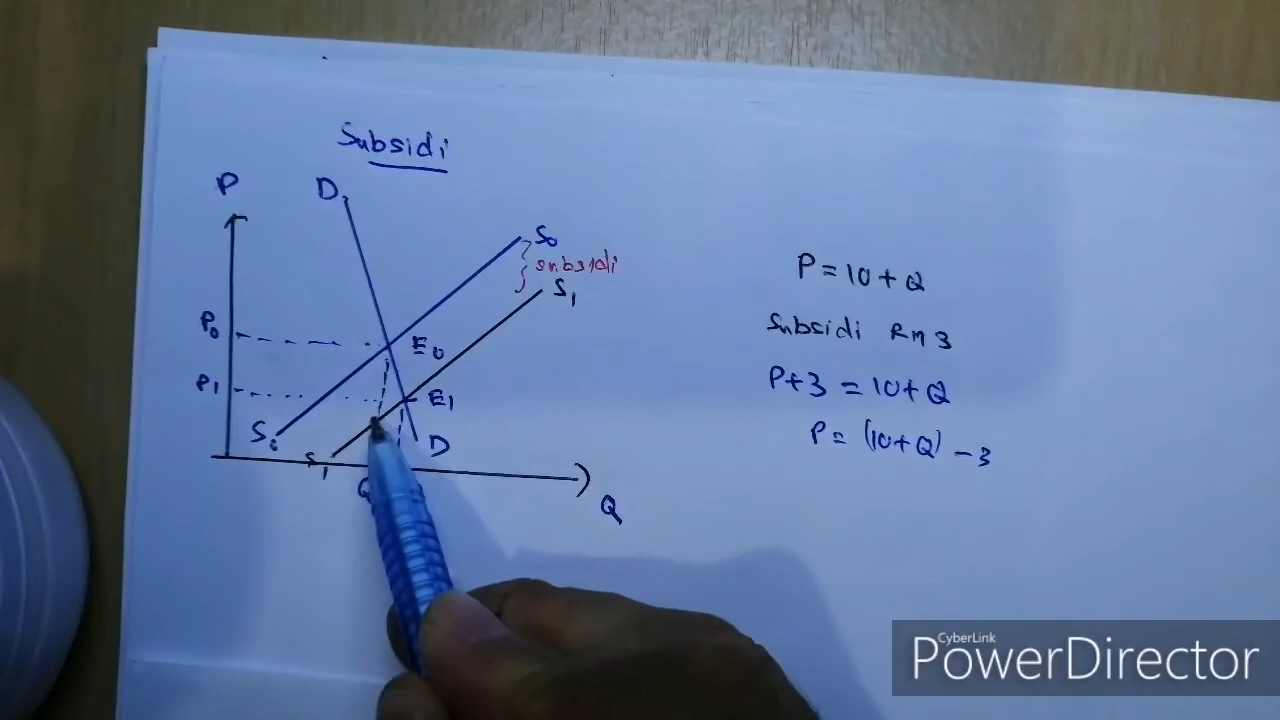 Subsidi
P
D
S0
subsidi
S1
P0
E0
P1
E1
S0
D
S1
Q
Q
P=10+Q
Subsidi Rm 3
P+3 = 10+Q
P= (10+Q) -3
CyberLink
PowerDirector